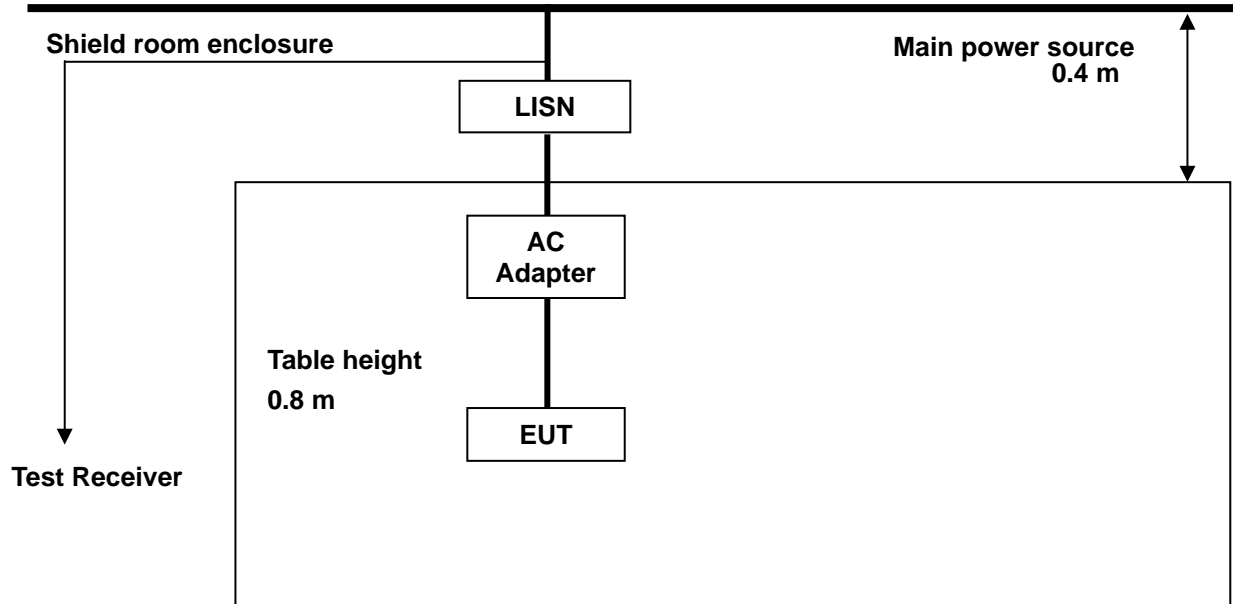 Shield room enclosure
Main power source
0.4 m
LISN
AC
Adapter
Table height
0.8 m
EUT
Test Receiver